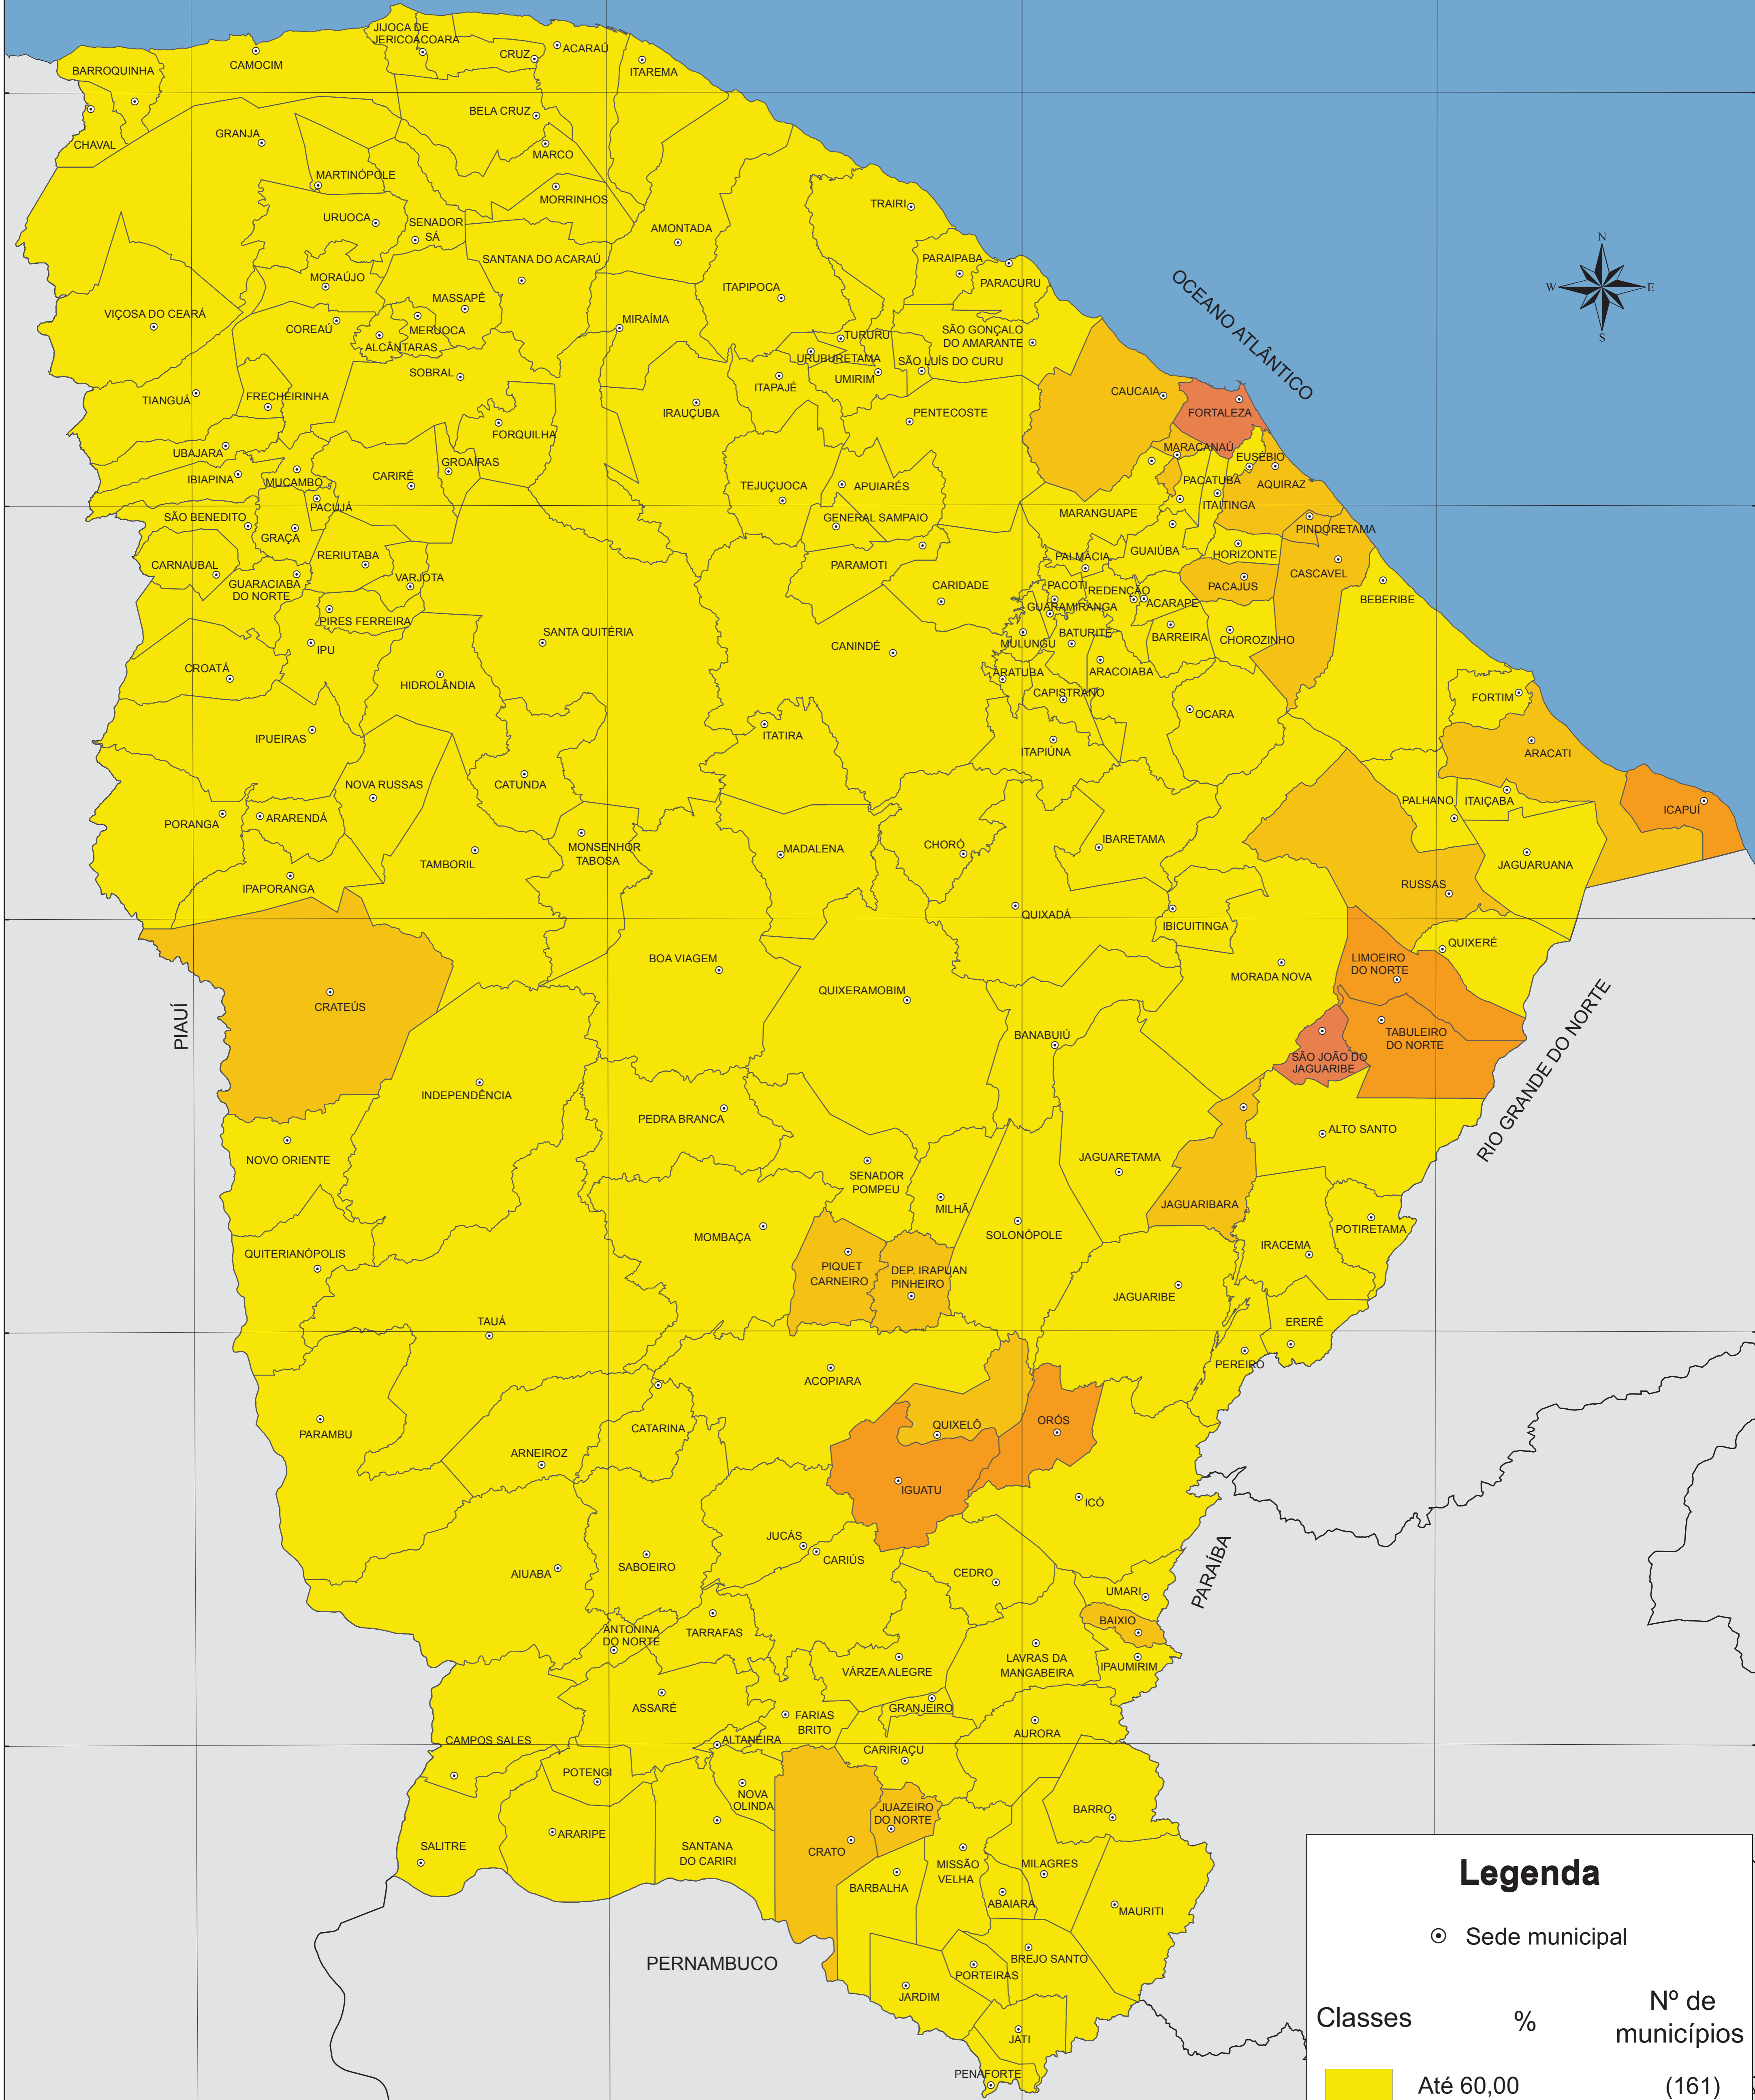 JIJOCA DE
JERICOACOARA
CRUZ
ACARAÚ
ITAREMA
BARROQUINHA
CAMOCIM
BELA CRUZ
CHAVAL
GRANJA
MARCO
MARTINÓPOLE
MORRINHOS
URUOCA
SENADOR
SÁ
AMONTADA
TRAIRI
SANTANA DO ACARAÚ
PARAIPABA
PARACURU
MORAÚJO
MASSAPÊ
ITAPIPOCA
N
W
E
S
OCEANO ATLÂNTICO
VIÇOSA DO CEARÁ
COREAÚ
MERUOCA
ALCÂNTARAS
MIRAÍMA
TURURU
SÃO GONÇALO
DO AMARANTE
URUBURETAMA
SÃO LUÍS DO CURU
SOBRAL
ITAPAJÉ
UMIRIM
TIANGUÁ
FRECHEIRINHA
IRAUÇUBA
PENTECOSTE
CAUCAIA
FORTALEZA
FORQUILHA
UBAJARA
MARACANAÚ
EUSÉBIO
IBIAPINA
MUCAMBO
CARIRÉ
GROAÍRAS
TEJUÇUOCA
APUIARÉS
PACATUBA
AQUIRAZ
PACUJÁ
ITAITINGA
SÃO BENEDITO
GRAÇA
GENERAL SAMPAIO
MARANGUAPE
PINDORETAMA
CARNAUBAL
RERIUTABA
VARJOTA
PARAMOTI
PALMÁCIA
GUAIÚBA
HORIZONTE
CASCAVEL
GUARACIABA
DO NORTE
CARIDADE
PACOTI
REDENÇÃO
ACARAPE
PACAJUS
BEBERIBE
PIRES FERREIRA
GUARAMIRANGA
IPU
SANTA QUITÉRIA
CANINDÉ
MULUNGU
BATURITÉ
BARREIRA
CHOROZINHO
CROATÁ
HIDROLÂNDIA
ARATUBA
ARACOIABA
CAPISTRANO
FORTIM
OCARA
IPUEIRAS
ITATIRA
ITAPIÚNA
ARACATI
NOVA RUSSAS
CATUNDA
PALHANO
ITAIÇABA
ICAPUÍ
PORANGA
ARARENDÁ
TAMBORIL
MONSENHOR
TABOSA
MADALENA
CHORÓ
IBARETAMA
JAGUARUANA
IPAPORANGA
RUSSAS
QUIXADÁ
IBICUITINGA
QUIXERÉ
CRATEÚS
BOA VIAGEM
QUIXERAMOBIM
MORADA NOVA
LIMOEIRO
DO NORTE
PIAUÍ
BANABUIÚ
TABULEIRO
DO NORTE
SÃO JOÃO DO
JAGUARIBE
RIO GRANDE DO NORTE
INDEPENDÊNCIA
PEDRA BRANCA
ALTO SANTO
NOVO ORIENTE
SENADOR
POMPEU
JAGUARETAMA
MILHÃ
JAGUARIBARA
POTIRETAMA
QUITERIANÓPOLIS
MOMBAÇA
SOLONÓPOLE
IRACEMA
PIQUET
CARNEIRO
DEP. IRAPUAN
PINHEIRO
JAGUARIBE
TAUÁ
ERERÊ
PEREIRO
ACOPIARA
PARAMBU
CATARINA
QUIXELÔ
ORÓS
ARNEIROZ
IGUATU
ICÓ
JUCÁS
CARIÚS
AIUABA
SABOEIRO
CEDRO
PARAÍBA
UMARI
BAIXIO
ANTONINA
DO NORTE
TARRAFAS
VÁRZEA ALEGRE
LAVRAS DA
MANGABEIRA
IPAUMIRIM
ASSARÉ
GRANJEIRO
FARIAS
BRITO
AURORA
CAMPOS SALES
ALTANEIRA
CARIRIAÇU
POTENGI
NOVA
OLINDA
JUAZEIRO
DO NORTE
BARRO
SALITRE
ARARIPE
SANTANA
DO CARIRI
CRATO
BARBALHA
MISSÃO
VELHA
MILAGRES
ABAIARA
MAURITI
PERNAMBUCO
BREJO SANTO
PORTEIRAS
JARDIM
JATI
PENAFORTE
Legenda
Sede municipal
Classes % Nº de
municípios
Até 60,00 (161)